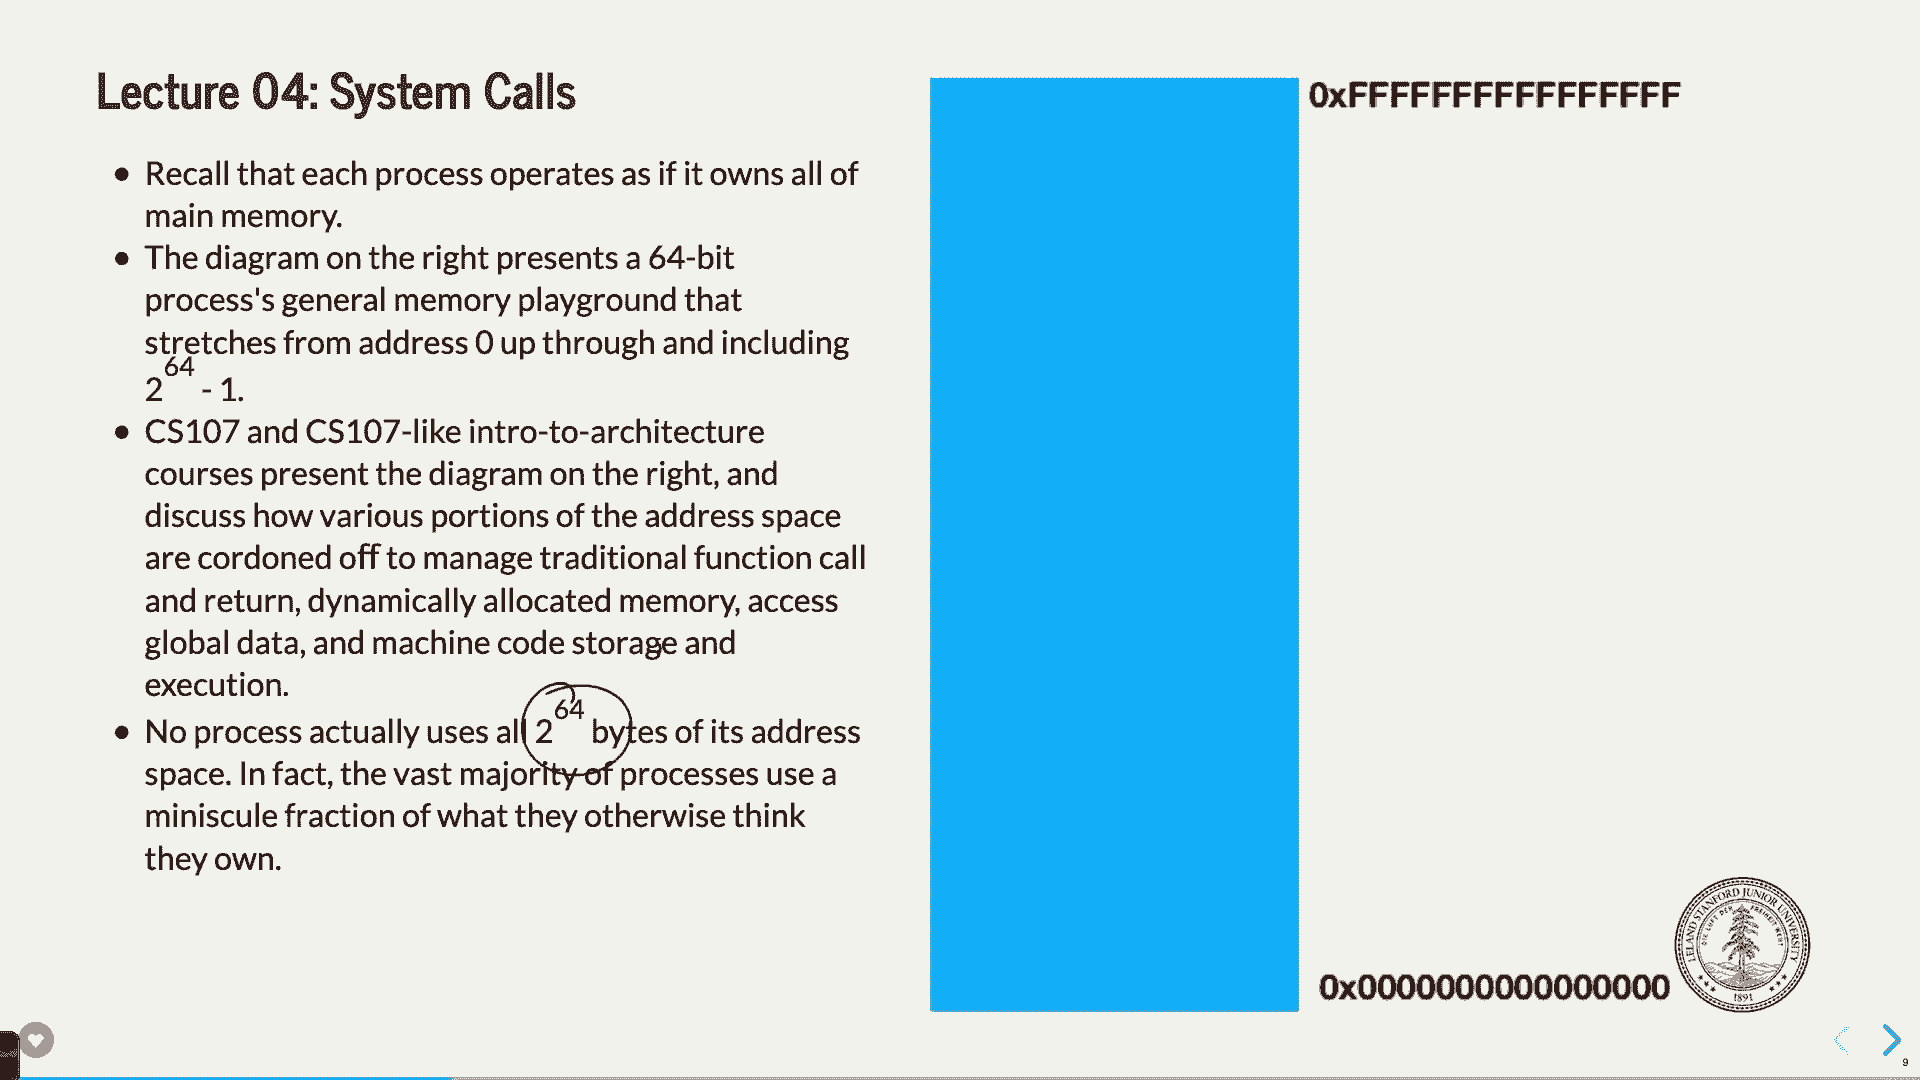 Lecture 04: System Calls
0xFFFFFFFFFFFFFFFF
• Recall that each process operates as if it owns all of
main memory.
• The diagram on the right presents a 64-bit
process's general memory playground that
stretches from address 0 up through and including
2^64 - 1.
• CS107 and CS107-like intro-to-architecture
courses present the diagram on the right, and
discuss how various portions of the address space
are cordoned off to manage traditional function call
and return, dynamically allocated memory, access
global data, and machine code storage and
execution.
• No process actually uses all 2^64 bytes of its address
space. In fact, the vast majority of processes use a
miniscule fraction of what they otherwise think
they own.
0x0000000000000000
LELAND STANFORD JUNIOR UNIVERSITY
DIE LUFT DER FREIHEIT WEHT
1891
9